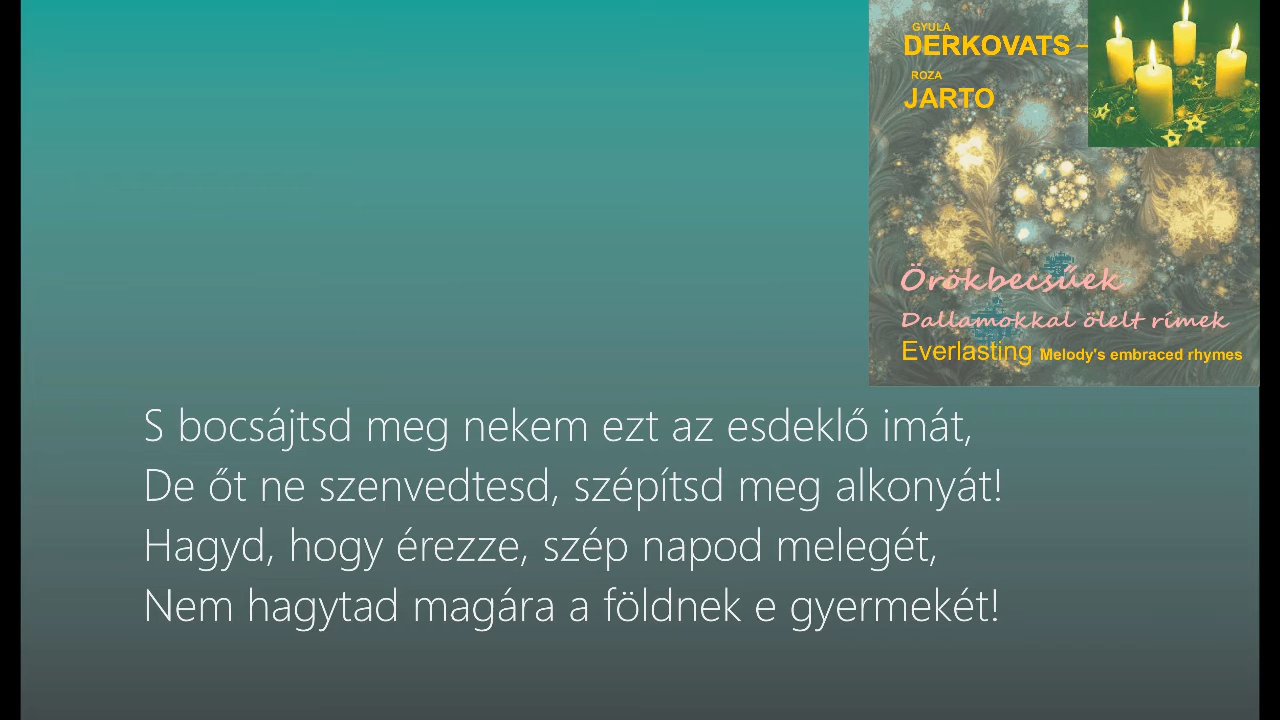 GYULA
DERKOVATS –
ROZA
JARTO
Örökbecsűek
Dallamokkal ölelt rímek
Everlasting Melody's embraced rhymes
S bocsájtsd meg nekem ezt az esdeklő imát,
De őt ne szenvedtesd, szépítsd meg alkonyát!
Hagyd, hogy érezze, szép napod melegét,
Nem hagytad magára a földnek e gyermekét!